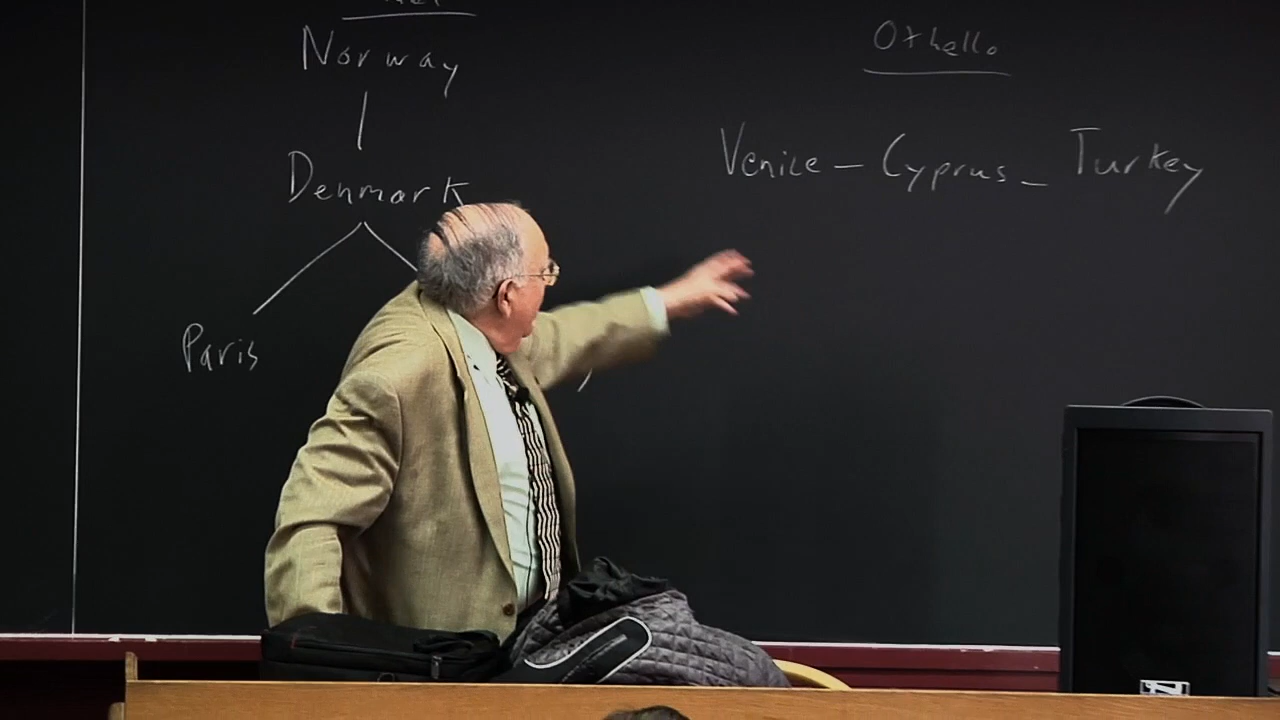 Norway
Denmark
Paris
Othello
Venice – Cyprus – Turkey